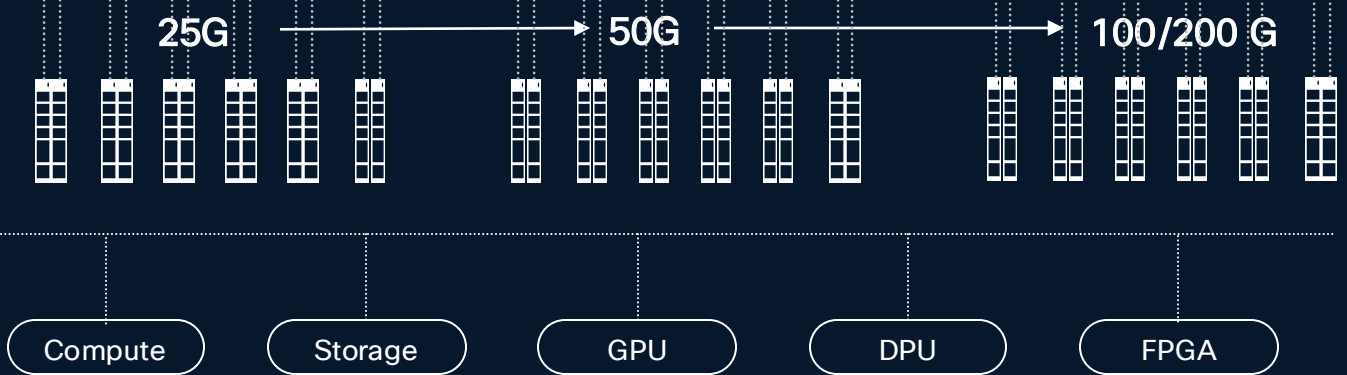 25G
50G
100/200 G
Compute
Storage
GPU
DPU
FPGA